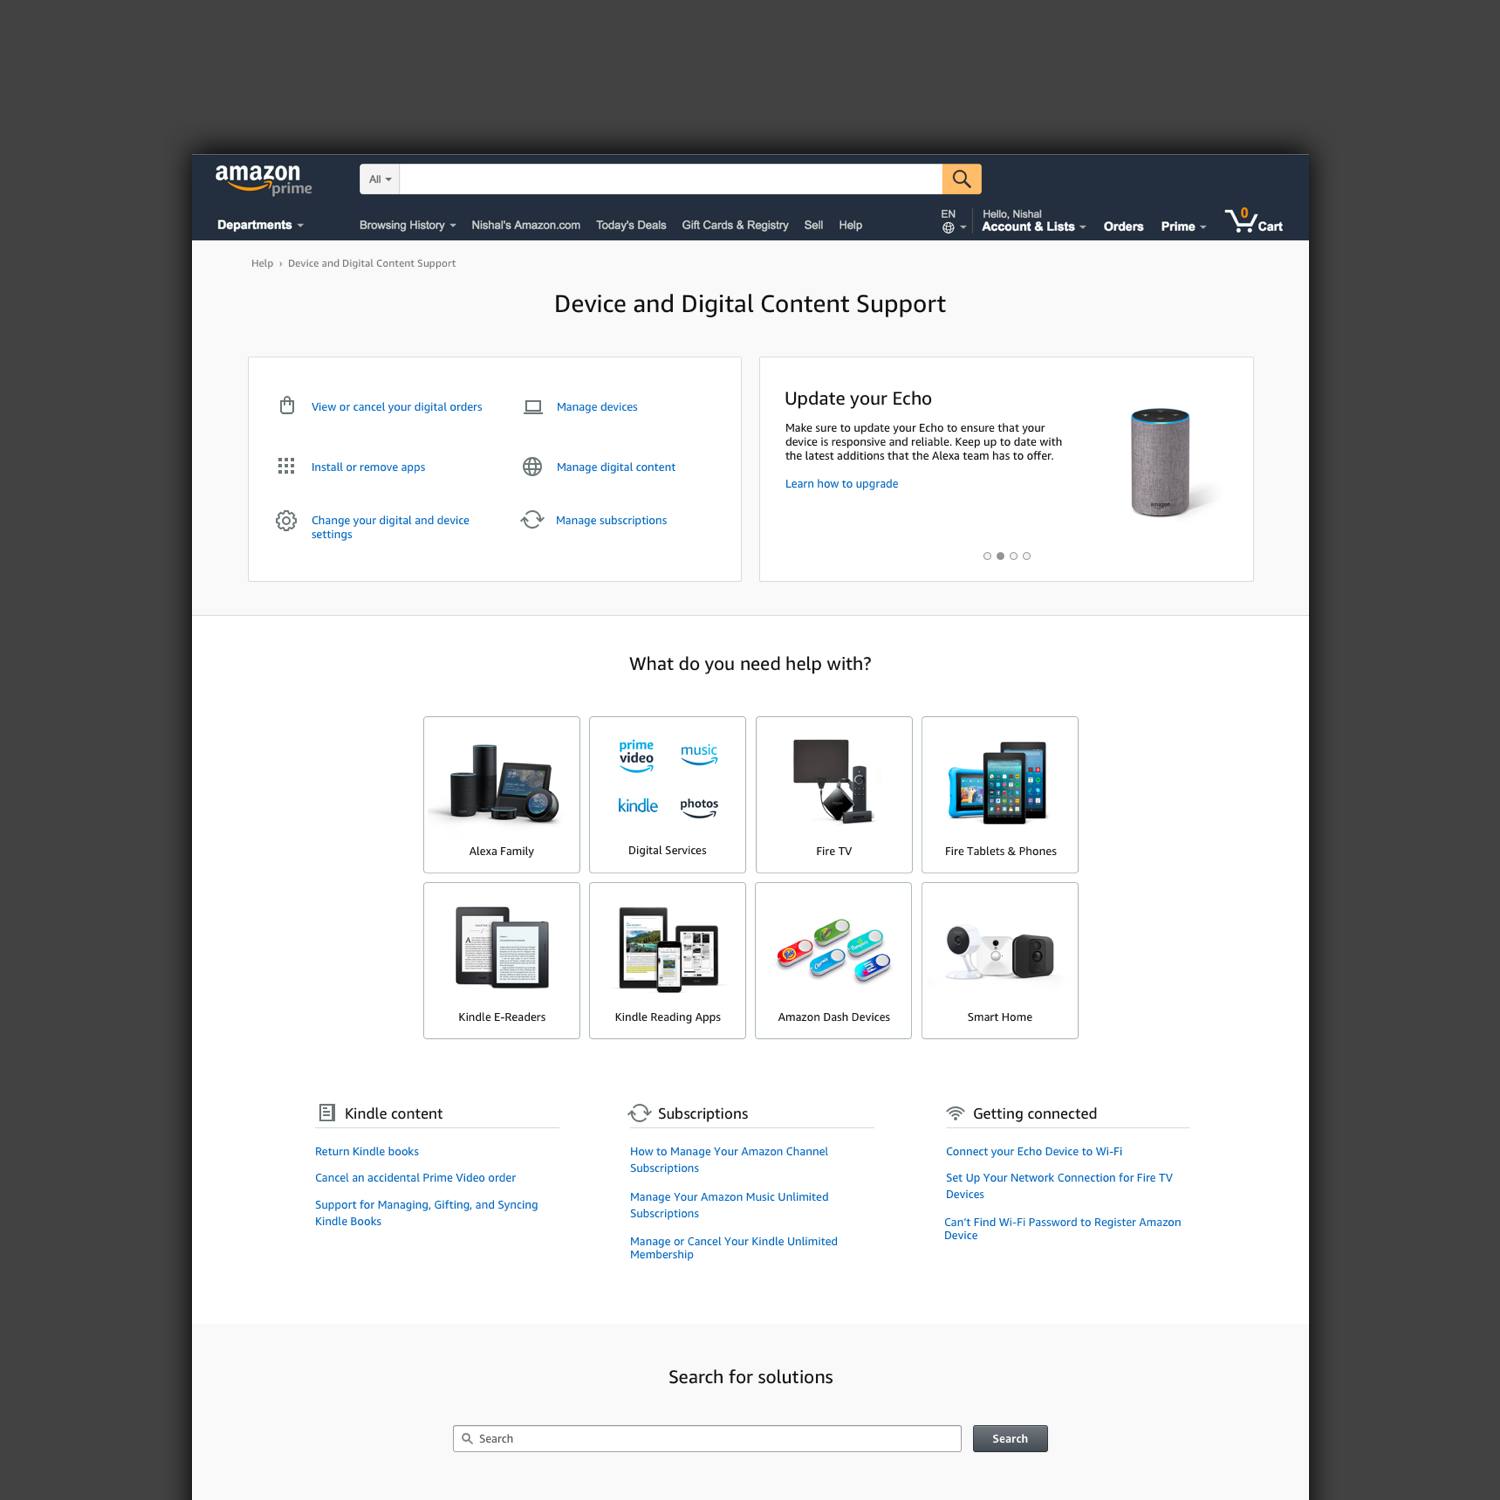 amazon
prime
All
Departments
Browsing History
Nishal's Amazon.com
Today's Deals
Gift Cards & Registry
Sell
Help
EN
Hello, Nishal
Account & Lists
Orders
Prime
0
Cart
Help › Device and Digital Content Support
Device and Digital Content Support
View or cancel your digital orders
Manage devices
Install or remove apps
Manage digital content
Change your digital and device
settings
Manage subscriptions
Update your Echo
Make sure to update your Echo to ensure that your
device is responsive and reliable. Keep up to date with
the latest additions that the Alexa team has to offer.
Learn how to upgrade
amazon
What do you need help with?
Alexa Family
prime
video
music
kindle
photos
Digital Services
Fire TV
Fire Tablets & Phones
Kindle E-Readers
Kindle Reading Apps
Amazon Dash Devices
Smart Home
Kindle content
Return Kindle books
Cancel an accidental Prime Video order
Support for Managing, Gifting, and Syncing
Kindle Books
Subscriptions
How to Manage Your Amazon Channel
Subscriptions
Manage Your Amazon Music Unlimited
Subscriptions
Manage or Cancel Your Kindle Unlimited
Membership
Getting connected
Connect your Echo Device to Wi-Fi
Set Up Your Network Connection for Fire TV
Devices
Can't Find Wi-Fi Password to Register Amazon
Device
Search for solutions
Search
Search